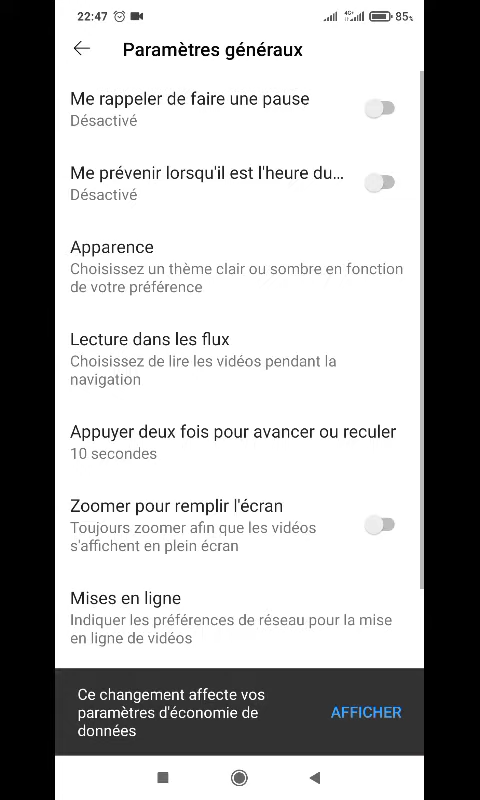 22:47 4G+ 85%
Paramètres généraux
Me rappeler de faire une pause
Désactivé
Me prévenir lorsqu'il est l'heure du...
Désactivé
Apparence
Choisissez un thème clair ou sombre en fonction
de votre préférence
Lecture dans les flux
Choisissez de lire les vidéos pendant la
navigation
Appuyer deux fois pour avancer ou reculer
10 secondes
Zoomer pour remplir l'écran
Toujours zoomer afin que les vidéos
s'affichent en plein écran
Mises en ligne
Indiquer les préférences de réseau pour la mise
en ligne de vidéos
Ce changement affecte vos
paramètres d'économie de
données
AFFICHER